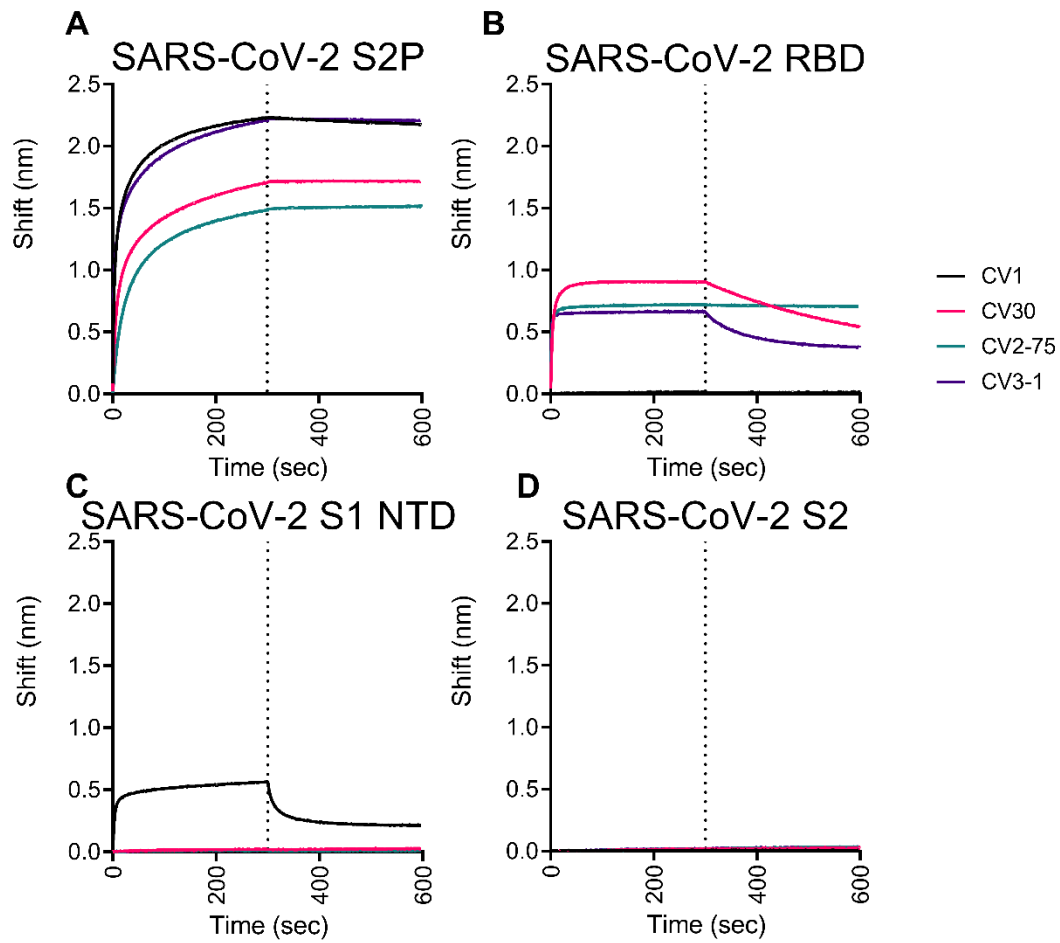 A
SARS-CoV-2 S2P
2.5
2.0
1.5
1.0
0.5
0.0
Shift (nm)
0
200
400
600
Time (sec)
B
SARS-CoV-2 RBD
2.5
2.0
1.5
1.0
0.5
0.0
Shift (nm)
0
200
400
600
Time (sec)
CV1
CV30
CV2-75
CV3-1
C
SARS-CoV-2 S1 NTD
2.5
2.0
1.5
1.0
0.5
0.0
Shift (nm)
0
200
400
600
Time (sec)
D
SARS-CoV-2 S2
2.5
2.0
1.5
1.0
0.5
0.0
Shift (nm)
0
200
400
600
Time (sec)